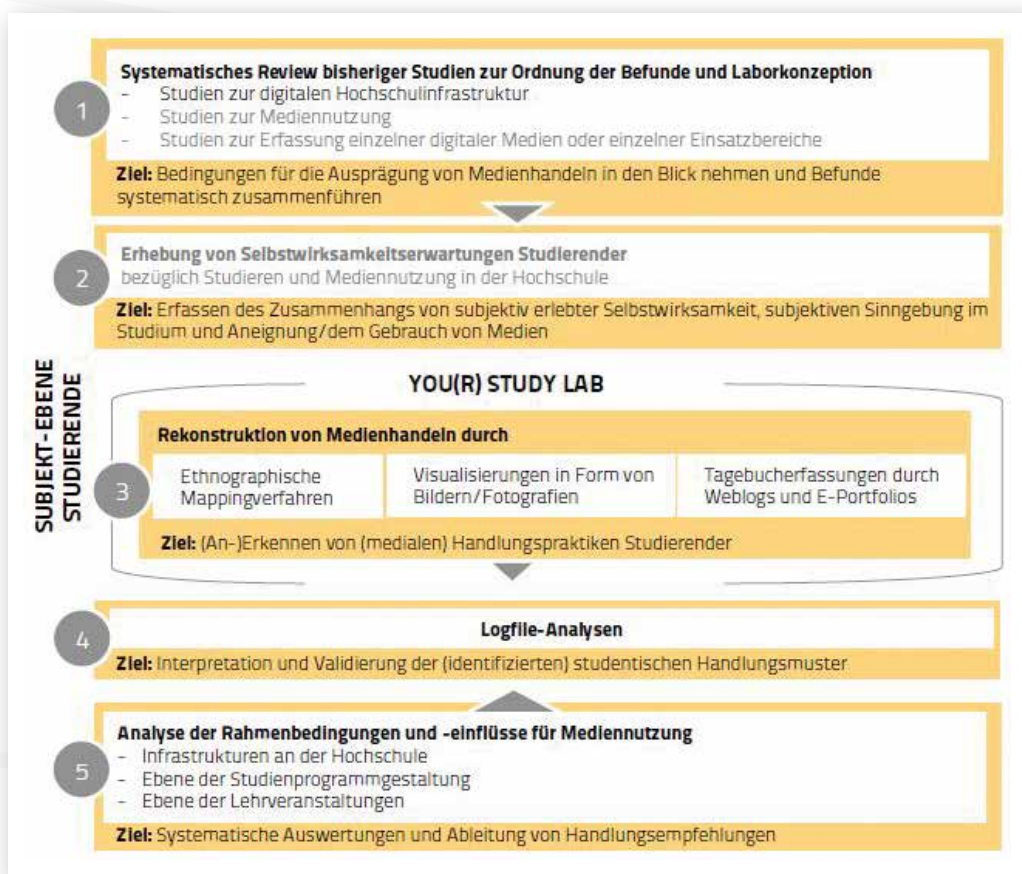 Systematisches Review bisheriger Studien zur Ordnung der Befunde und Laborkonzeption
- Studien zur digitalen Hochschulinfrastruktur
- Studien zur Mediennutzung
- Studien zur Erfassung einzelner digitaler Medien oder einzelner Einsatzbereiche
1
Ziel: Bedingungen für die Ausprägung von Medienhandeln in den Blick nehmen und Befunde
systematisch zusammenführen
Erhebung von Selbstwirksamkeitserwartungen Studierender
bezüglich Studieren und Mediennutzung in der Hochschule
2
Ziel: Erfassen des Zusammenhangs von subjektiv erlebter Selbstwirksamkeit, subjektiven Sinngebung im
Studium und Aneignung/dem Gebrauch von Medien
SUBJEKT-EBENE
STUDIERENDE
YOU(R) STUDY LAB
Rekonstruktion von Medienhandeln durch
3
Ethnographische
Mappingverfahren
Visualisierungen in Form von
Bildern/Fotografien
Tagebucherfassungen durch
Weblogs und E-Portfolios
Ziel: (An-)Erkennen von (medialen) Handlungspraktiken Studierender
4
Logfile-Analysen
Ziel: Interpretation und Validierung der (identifizierten) studentischen Handlungsmuster
Analyse der Rahmenbedingungen und -einflüsse für Mediennutzung
- Infrastrukturen an der Hochschule
5
- Ebene der Studienprogrammgestaltung
- Ebene der Lehrveranstaltungen
Ziel: Systematische Auswertungen und Ableitung von Handlungsempfehlungen